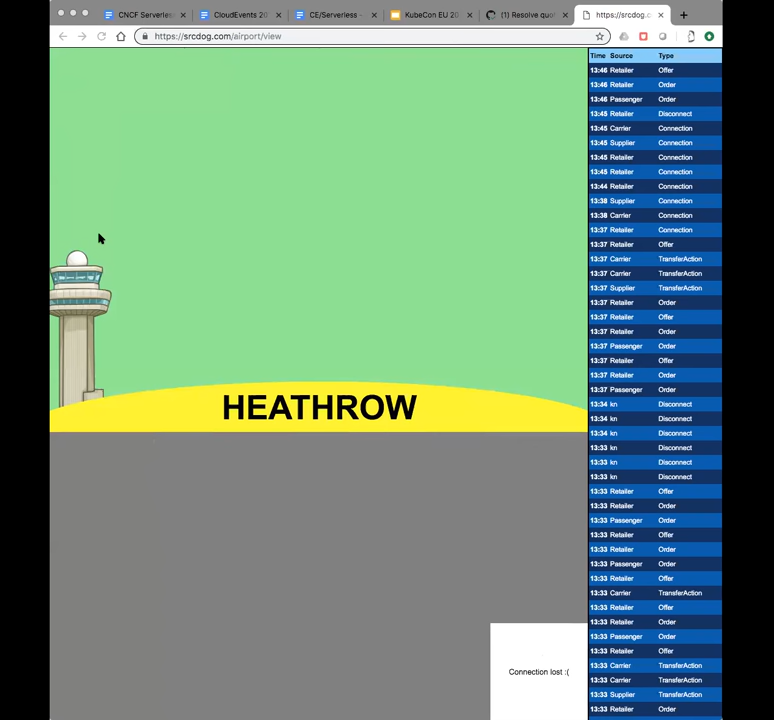 CNCF Serverles
CloudEvents 20
CE/Serverless -
KubeCon EU 20
(1) Resolve quo
https://srcdog.co
https://srcdog.com/airport/view
Time Source Type
13:46 Retailer Offer
13:46 Retailer Order
13:46 Passenger Order
13:45 Retailer Disconnect
13:45 Carrier Connection
13:45 Supplier Connection
13:45 Retailer Connection
13:45 Retailer Connection
13:44 Retailer Connection
13:38 Supplier Connection
13:38 Carrier Connection
13:37 Retailer Connection
13:37 Retailer Offer
13:37 Carrier TransferAction
13:37 Carrier TransferAction
13:37 Supplier TransferAction
13:37 Retailer Order
13:37 Retailer Offer
13:37 Retailer Order
13:37 Passenger Order
13:37 Retailer Offer
13:37 Retailer Order
13:37 Passenger Order
13:34 kn Disconnect
13:34 kn Disconnect
13:34 kn Disconnect
13:33 kn Disconnect
13:33 kn Disconnect
13:33 kn Disconnect
13:33 Retailer Offer
13:33 Retailer Order
13:33 Passenger Order
13:33 Retailer Offer
13:33 Retailer Order
13:33 Passenger Order
13:33 Retailer Offer
13:33 Carrier TransferAction
13:33 Retailer Offer
13:33 Retailer Order
13:33 Passenger Order
13:33 Retailer Offer
13:33 Carrier TransferAction
13:33 Carrier TransferAction
13:33 Supplier TransferAction
13:33 Retailer Order
HEATHROW
Connection lost :(